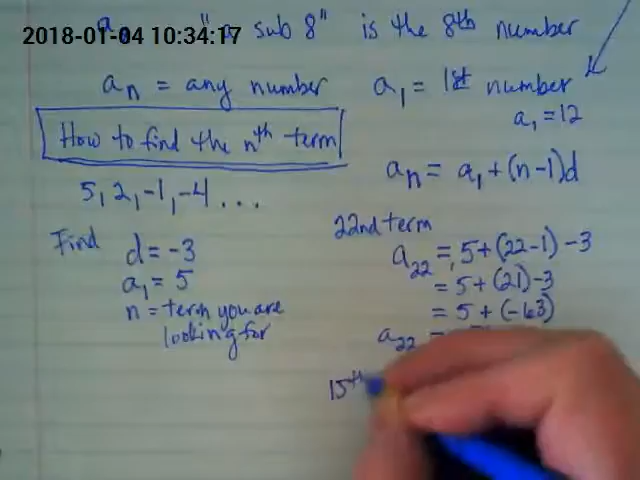 2018-01-04 10:34:17
a "a sub 8" is the 8th number
aₙ = any number
a₁ = 1st number
a₁ = 12
How to find the nᵗʰ term
aₙ = a₁ + (n-1)d
5, 2, -1, -4 . . .
Find d = -3
a₁ = 5
n = term you are
looking for
22nd term
a₂₂ = 5 + (22-1) -3
= 5 + (21) -3
= 5 + (-63)
a₂₂ =
15th